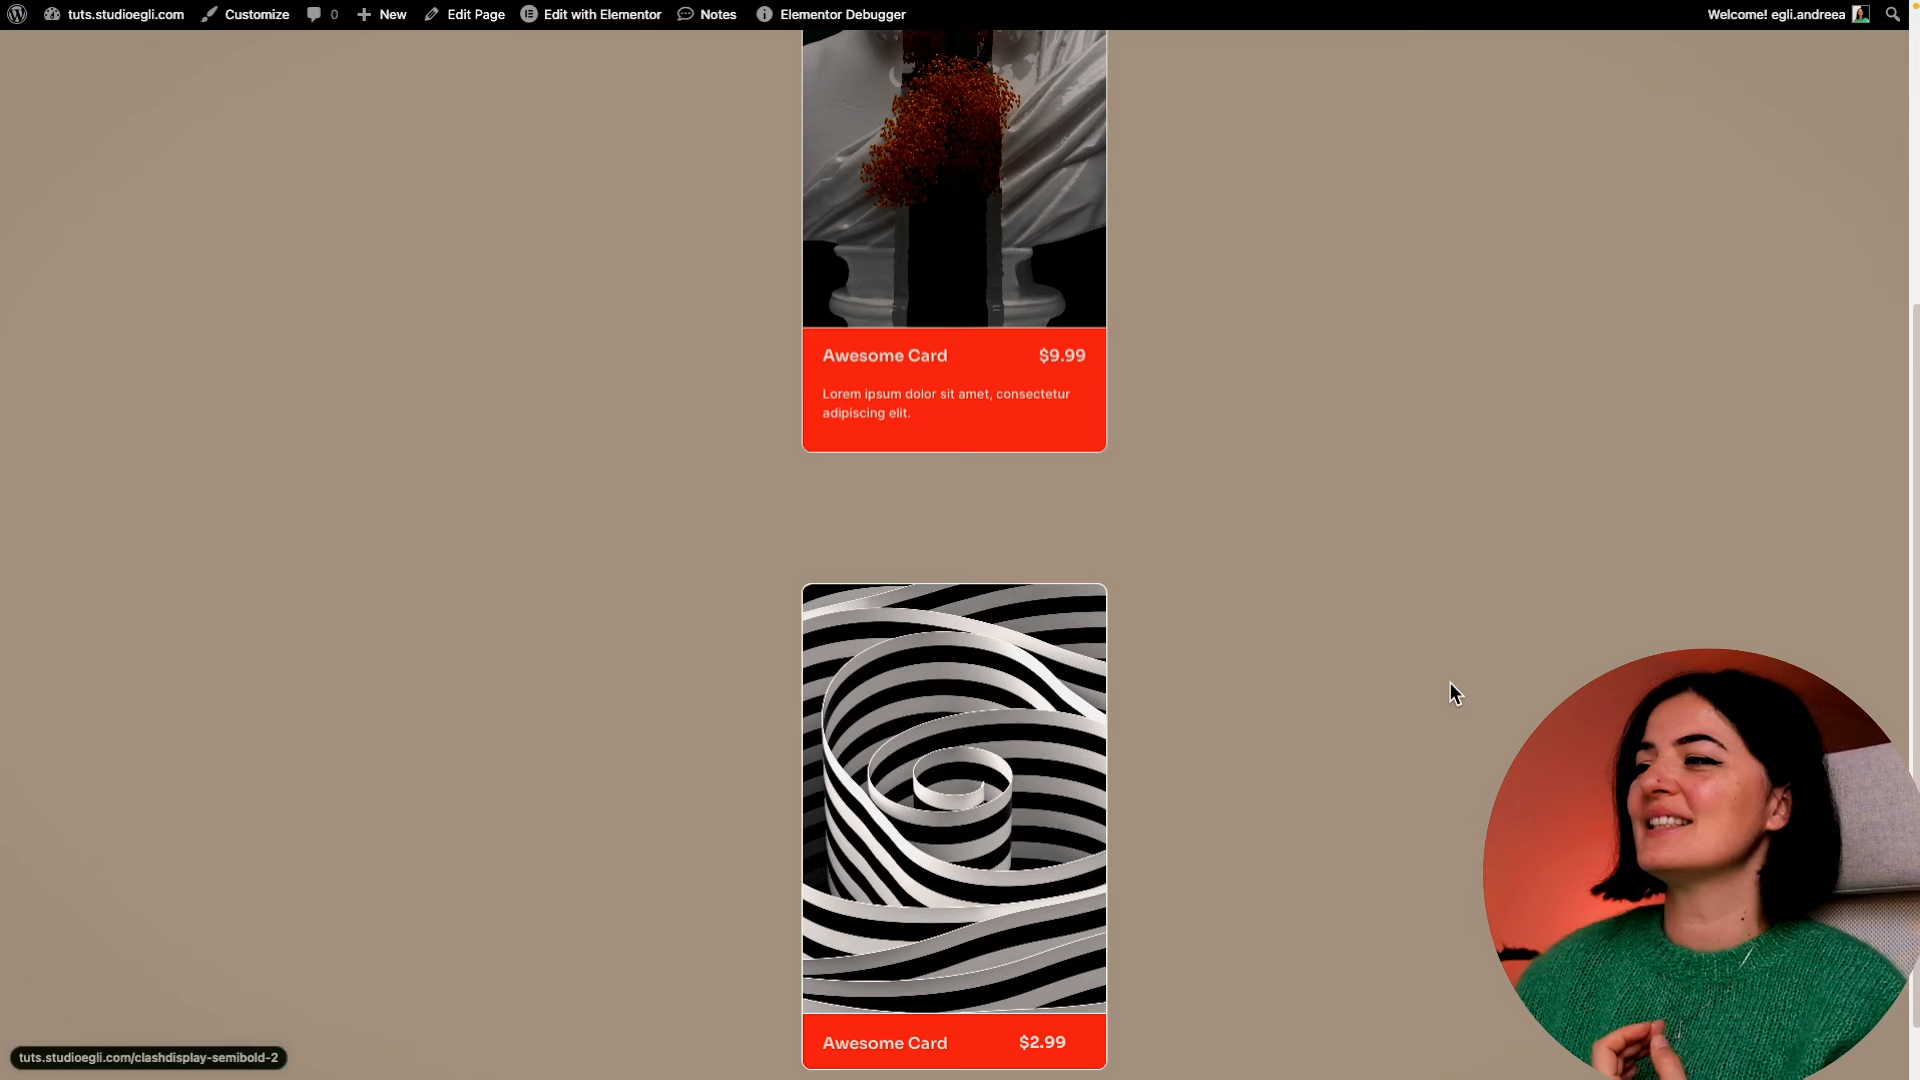 tuts.studioegli.com Customize 0 New Edit Page Edit with Elementor Notes Elementor Debugger Welcome! egli.andreea
Awesome Card $9.99
Lorem ipsum dolor sit amet, consectetur
adipiscing elit.
Awesome Card $2.99
tuts.studioegli.com/clashdisplay-semibold-2